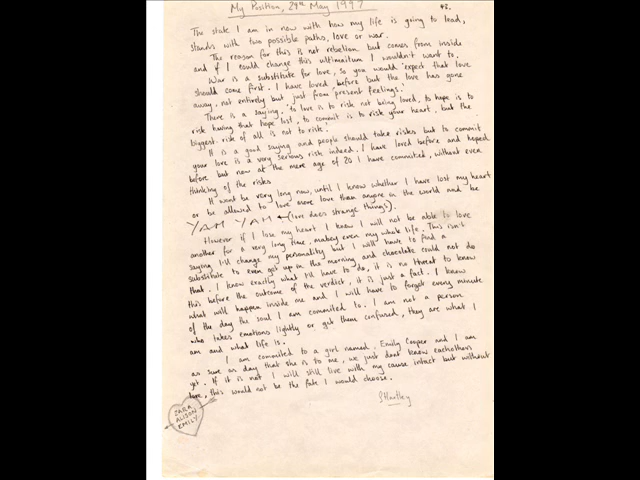 My Position, 24th May 1997
42.
The state I am in now with how my life is going to lead,
stands with two possible paths, love or war.
The reason for this is not rebelion but comes from inside
and if I could change this ultimaitum I wouldn't want to.
War is a substitute for love, so you would expect that love
should come first. I have loved before but the love has gone
away, not entirely but just from present feelings.
There is a saying: 'to love is to risk not being loved, to hope is to
risk having that hope lost, to commit is to risk your heart, but the
biggest risk of all is not to risk'.
It is a good saying and people should take risks but to commit
your love is a very serious risk indeed. I have loved before and hoped
before but now at the mere age of 20 I have commited, without even
thinking of the risks
It wont be very long now, until I know whether I have lost my heart
or be allowed to love more love than anyone in the world and be
YAM YAM ← (love does strange things).
However if I lose my heart I know I will not be able to love
another for a very long time, maybey even my whole life. This isn't
saying I'll change my personality but I will have to find a
substitute to even get up in the morning and chocolate could not do
that. I know exactly what I'll have to do, it is no threat to know
this before the outcome of the verdict, it is just a fact. I know
what will happen inside me and I will have to forget every minute
of the day the soul I am commited to. I am not a person
who takes emotions lightly or get them confused, they are what I
am and what life is.
I am commited to a girl named Emily Cooper and I am
as sure as day that she is to me, we just dont know eachothers
yet. If it is not I will still live with my cause intact but without
love, this would not be the fate I would choose.
SHartley
ZARA
ALISON
EMILY